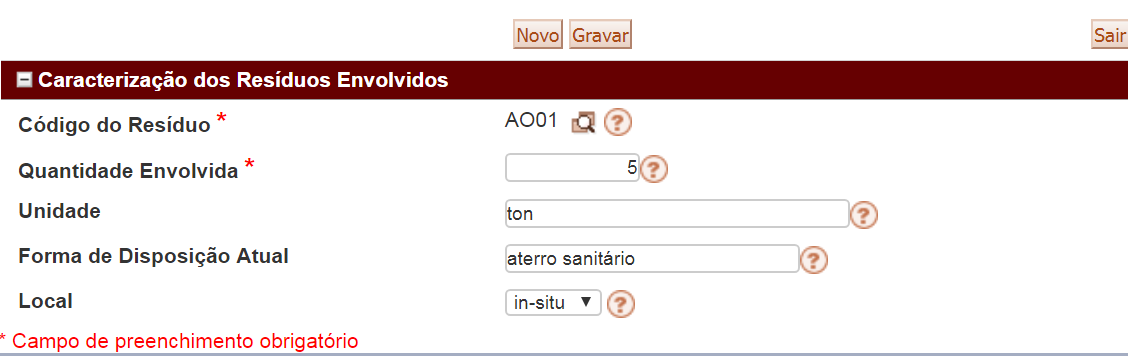 Novo Gravar Sair
Caracterização dos Resíduos Envolvidos
Código do Resíduo * AO01 ?
Quantidade Envolvida * 5 ?
Unidade ton ?
Forma de Disposição Atual aterro sanitário ?
Local in-situ ▼ ?
* Campo de preenchimento obrigatório